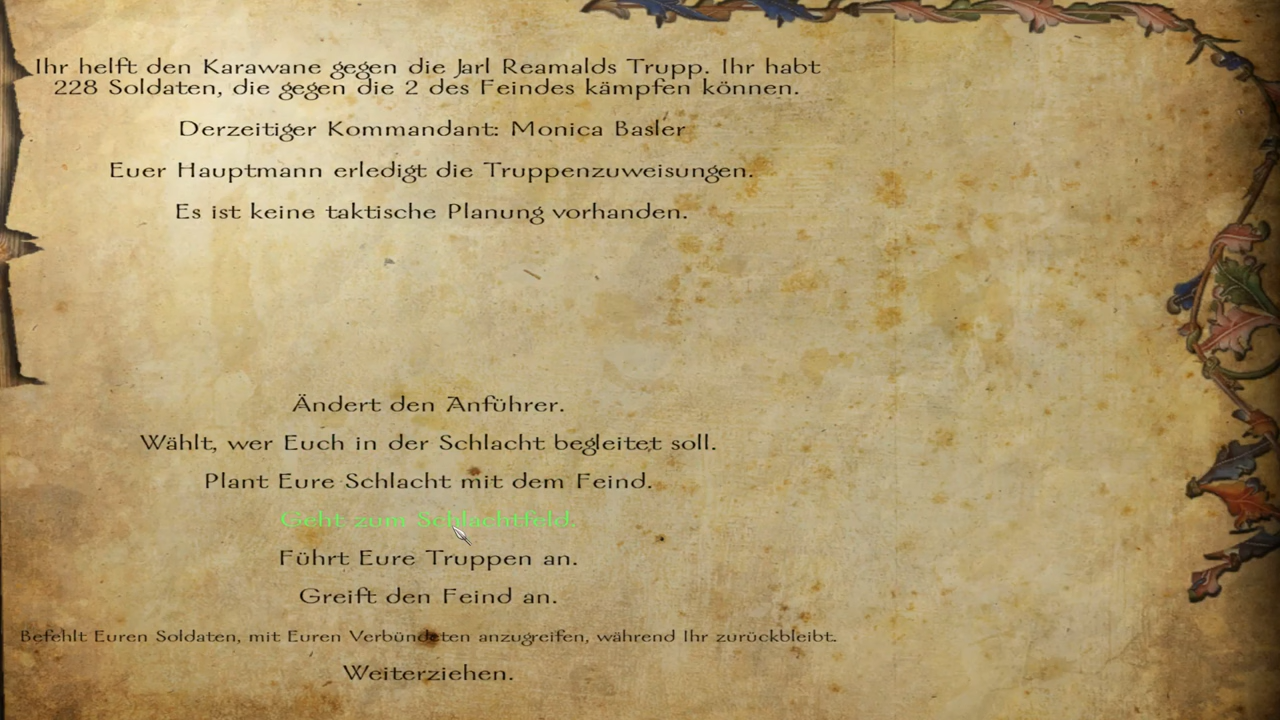 Ihr helft den Karawane gegen die Jarl Reamalds Trupp. Ihr habt
228 Soldaten, die gegen die 2 des Feindes kämpfen können.
Derzeitiger Kommandant: Monica Basler
Euer Hauptmann erledigt die Truppenzuweisungen.
Es ist keine taktische Planung vorhanden.
Ändert den Anführer.
Wählt, wer Euch in der Schlacht begleitet soll.
Plant Eure Schlacht mit dem Feind.
Geht zum Schlachtfeld.
Führt Eure Truppen an.
Greift den Feind an.
Befehlt Euren Soldaten, mit Euren Verbündeten anzugreifen, während Ihr zurückbleibt.
Weiterziehen.